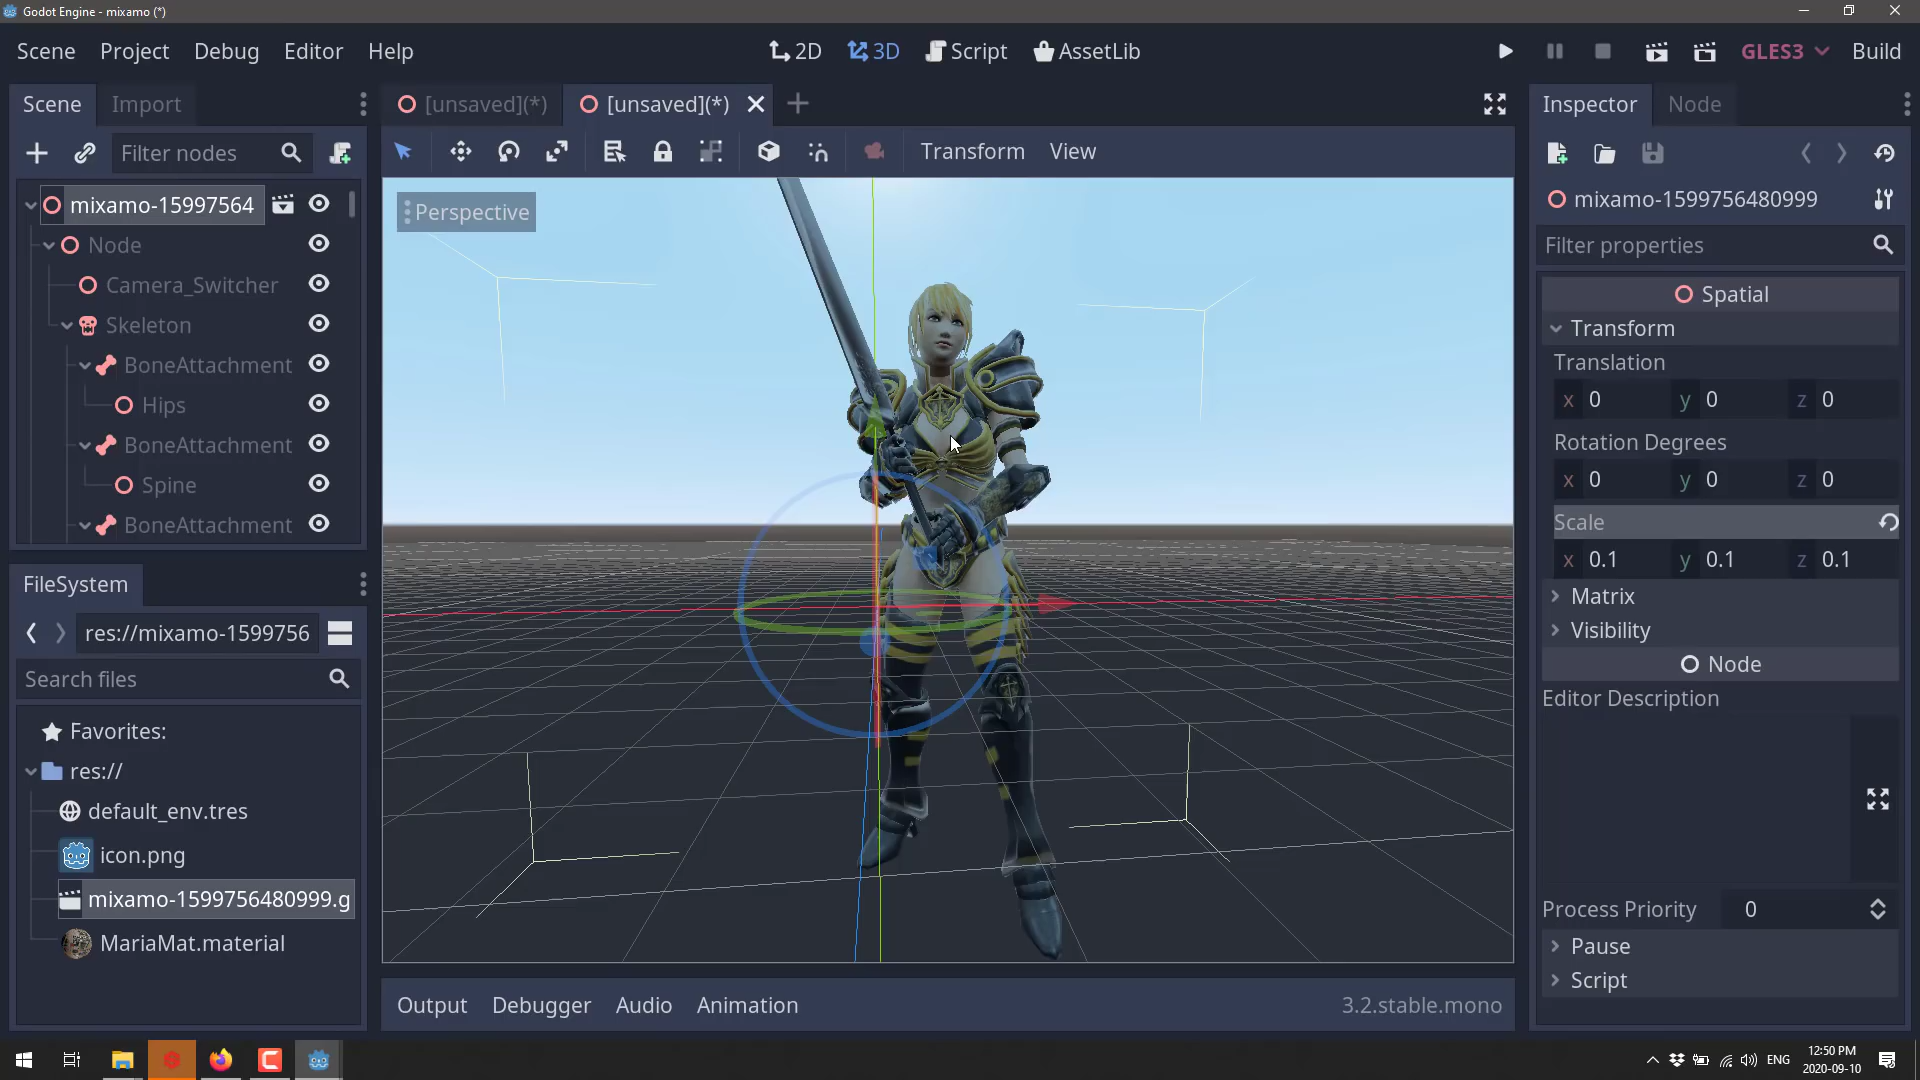 Godot Engine - mixamo (*)
Scene Project Debug Editor Help
2D 3D Script AssetLib
GLES3 Build
Scene Import
[unsaved](*) [unsaved](*)
Inspector Node
Filter nodes
Transform View
mixamo-15997564
Node
Camera_Switcher
Skeleton
BoneAttachment
Hips
BoneAttachment
Spine
BoneAttachment
Perspective
mixamo-1599756480999
Filter properties
Spatial
Transform
Translation
x 0 y 0 z 0
Rotation Degrees
x 0 y 0 z 0
Scale
x 0.1 y 0.1 z 0.1
Matrix
Visibility
Node
Editor Description
Process Priority 0
Pause
Script
FileSystem
res://mixamo-1599756
Search files
Favorites:
res://
default_env.tres
icon.png
mixamo-1599756480999.g
MariaMat.material
Output Debugger Audio Animation
3.2.stable.mono
ENG
12:50 PM
2020-09-10